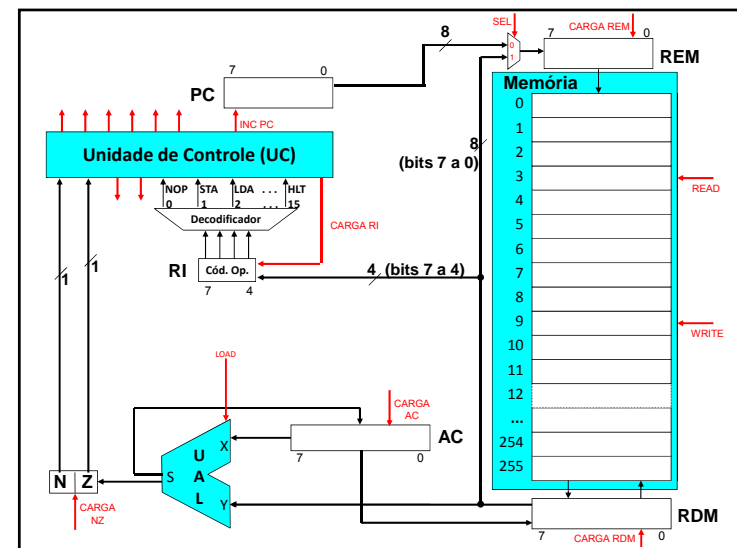 SEL
CARGA REM
8
7 0
0
1
REM
7 0
PC
Memória
0
1
2
3
4
5
6
7
8
9
10
11
12
...
254
255
INC PC
8
(bits 7 a 0)
Unidade de Controle (UC)
NOP STA LDA . . . HLT
0 1 2 . . . 15
Decodificador
READ
CARGA RI
RI
Cód. Op.
7 4
4 (bits 7 a 4)
1
1
WRITE
LOAD
CARGA
AC
AC
7 0
X
U
A
L
S
Y
N Z
CARGA
NZ
RDM
7 0
CARGA RDM